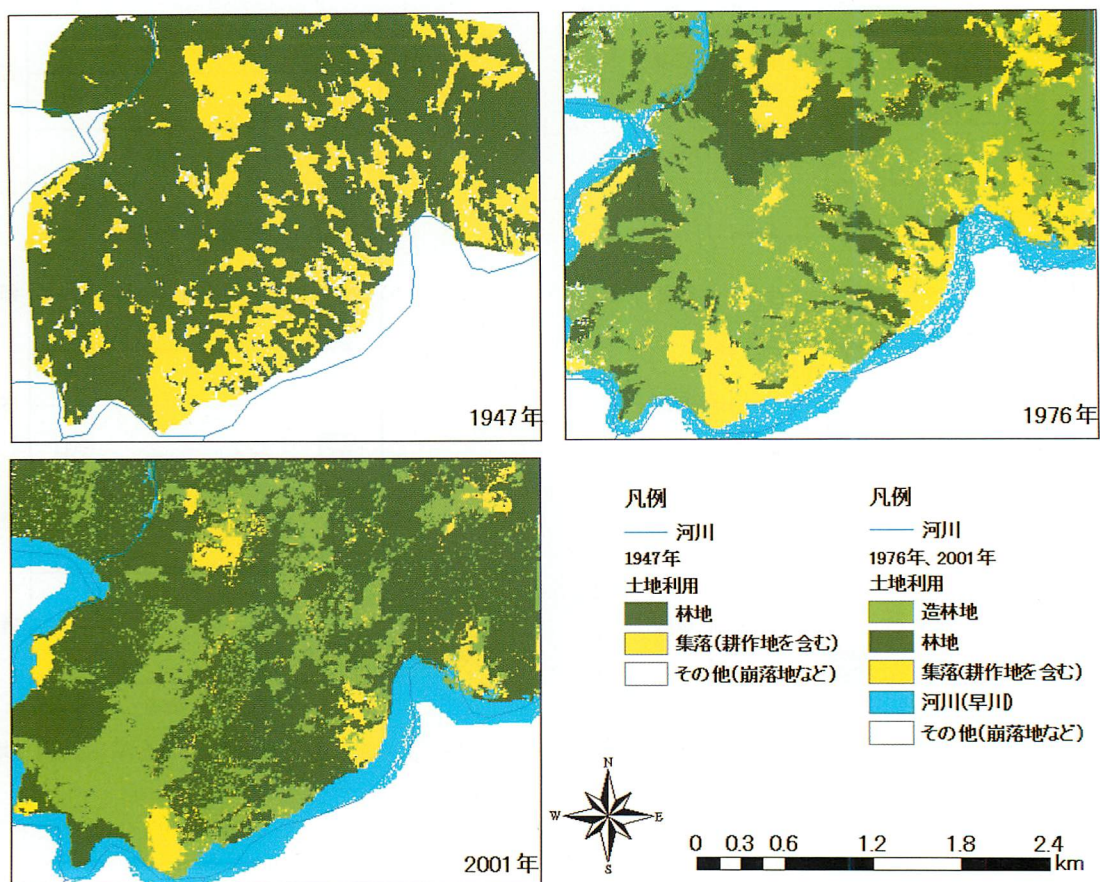 1947年
1976年
2001年
凡例
河川
1947年
土地利用
林地
集落(耕作地を含む)
その他(崩落地など)
凡例
河川
1976年、2001年
土地利用
造林地
林地
集落(耕作地を含む)
河川(早川)
その他(崩落地など)
N
W E
S
0 0.3 0.6 1.2 1.8 2.4
km